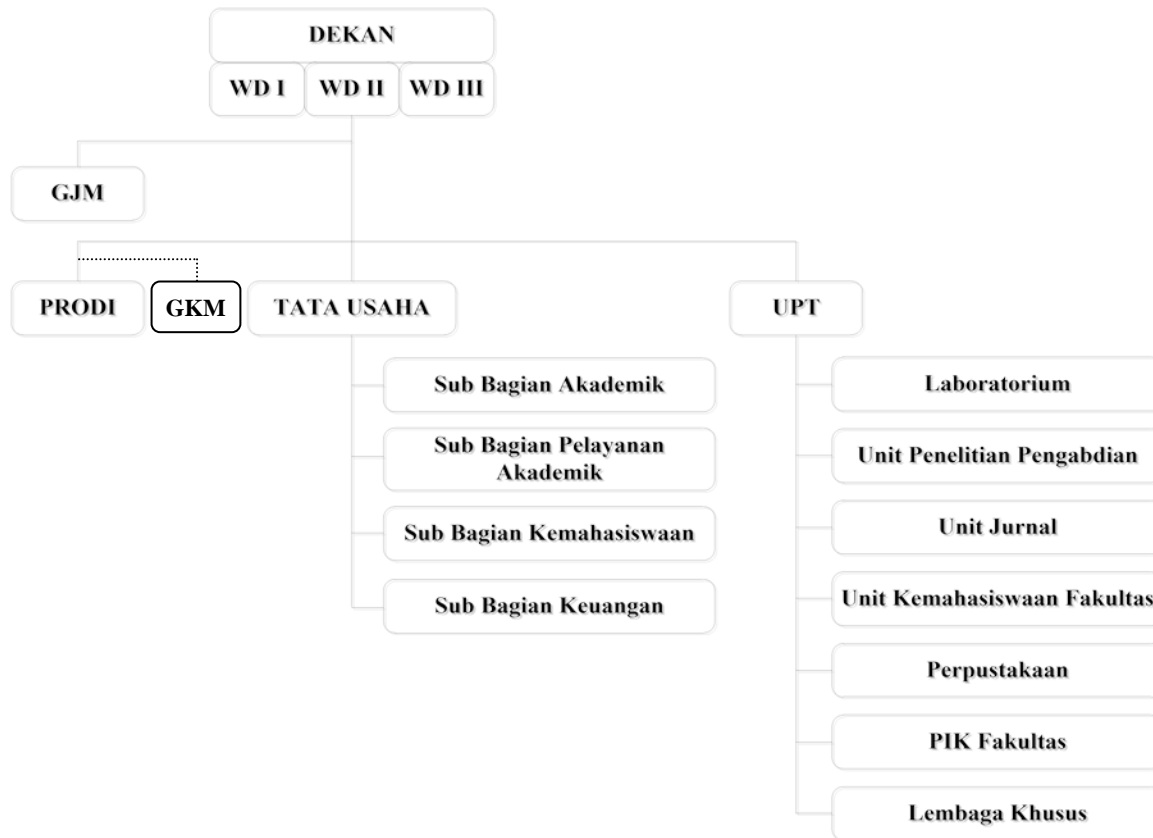 DEKAN
WD I
WD II
WD III
GJM
PRODI
GKM
TATA USAHA
UPT
Sub Bagian Akademik
Sub Bagian Pelayanan
Akademik
Sub Bagian Kemahasiswaan
Sub Bagian Keuangan
Laboratorium
Unit Penelitian Pengabdian
Unit Jurnal
Unit Kemahasiswaan Fakultas
Perpustakaan
PIK Fakultas
Lembaga Khusus